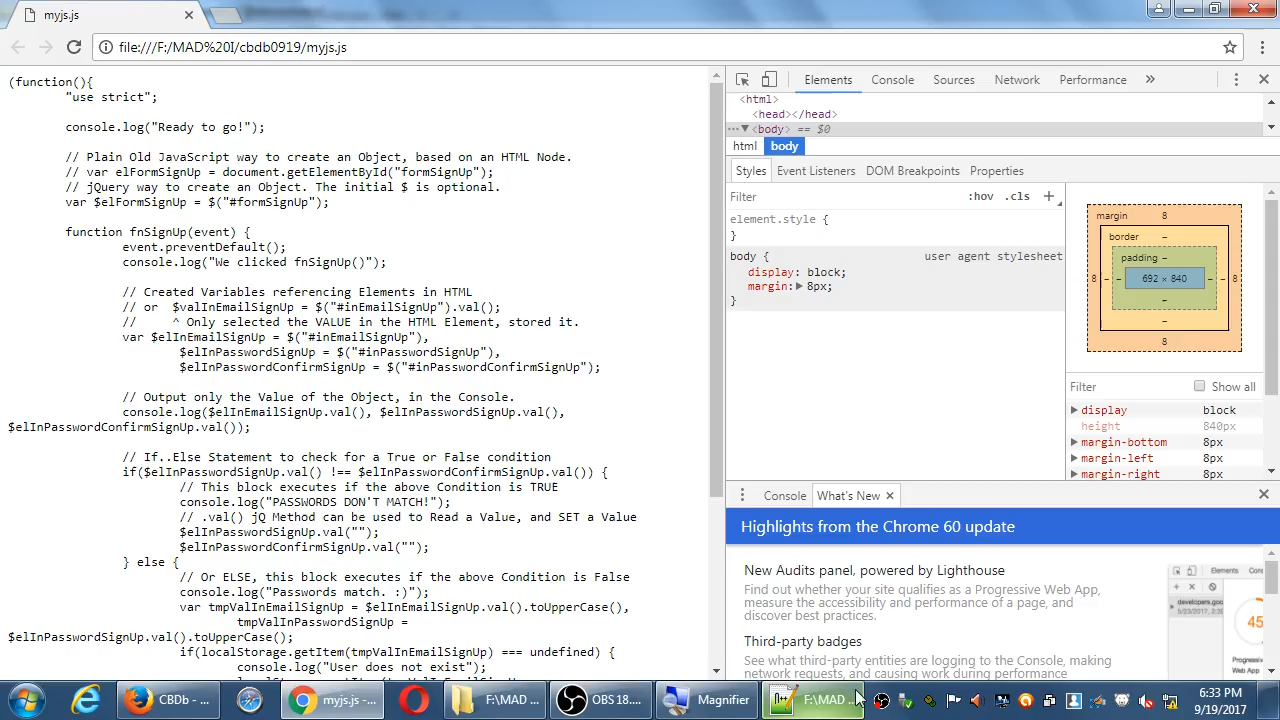 myjs.js
file:///F:/MAD%20I/cbdb0919/myjs.js
(function(){
"use strict";
console.log("Ready to go!");
// Plain Old JavaScript way to create an Object, based on an HTML Node.
// var elFormSignUp = document.getElementById("formSignUp");
// jQuery way to create an Object. The initial $ is optional.
var $elFormSignUp = $("#formSignUp");
function fnSignUp(event) {
event.preventDefault();
console.log("We clicked fnSignUp()");
// Created Variables referencing Elements in HTML
// or  $valInEmailSignUp = $("#inEmailSignUp").val();
//     ^ Only selected the VALUE in the HTML Element, stored it.
var $elInEmailSignUp = $("#inEmailSignUp"),
$elInPasswordSignUp = $("#inPasswordSignUp"),
$elInPasswordConfirmSignUp = $("#inPasswordConfirmSignUp");
// Output only the Value of the Object, in the Console.
console.log($elInEmailSignUp.val(), $elInPasswordSignUp.val(),
$elInPasswordConfirmSignUp.val());
// If..Else Statement to check for a True or False condition
if($elInPasswordSignUp.val() !== $elInPasswordConfirmSignUp.val()) {
// This block executes if the above Condition is TRUE
console.log("PASSWORDS DON'T MATCH!");
// .val() jQ Method can be used to Read a Value, and SET a Value
$elInPasswordSignUp.val("");
$elInPasswordConfirmSignUp.val("");
} else {
// Or ELSE, this block executes if the above Condition is False
console.log("Passwords match. :)");
var tmpValInEmailSignUp = $elInEmailSignUp.val().toUpperCase(),
tmpValInPasswordSignUp =
$elInPasswordSignUp.val().toUpperCase();
if(localStorage.getItem(tmpValInEmailSignUp) === undefined) {
console.log("User does not exist");
Elements Console Sources Network Performance »
<html>
<head></head>
··· ▼<body> == $0
html body
Styles Event Listeners DOM Breakpoints Properties
Filter :hov .cls +
element.style {
}
body { user agent stylesheet
display: block;
margin:▶ 8px;
}
margin 8
border –
padding –
8 – – 692 × 840 – – 8
–
–
8
Filter Show all
display block
height 840px
margin-bottom 8px
margin-left 8px
margin-right 8px
Console What's New ×
Highlights from the Chrome 60 update
New Audits panel, powered by Lighthouse
Find out whether your site qualifies as a Progressive Web App,
measure the accessibility and performance of a page, and
discover best practices.
Third-party badges
See what third-party entities are logging to the Console, making
network requests, and causing work during performance
Elements
developers.goo
45
Progressive
CBDb - ...
myjs.js -...
F:\MAD ...
OBS 18....
Magnifier
F:\MAD ...
6:33 PM
9/19/2017